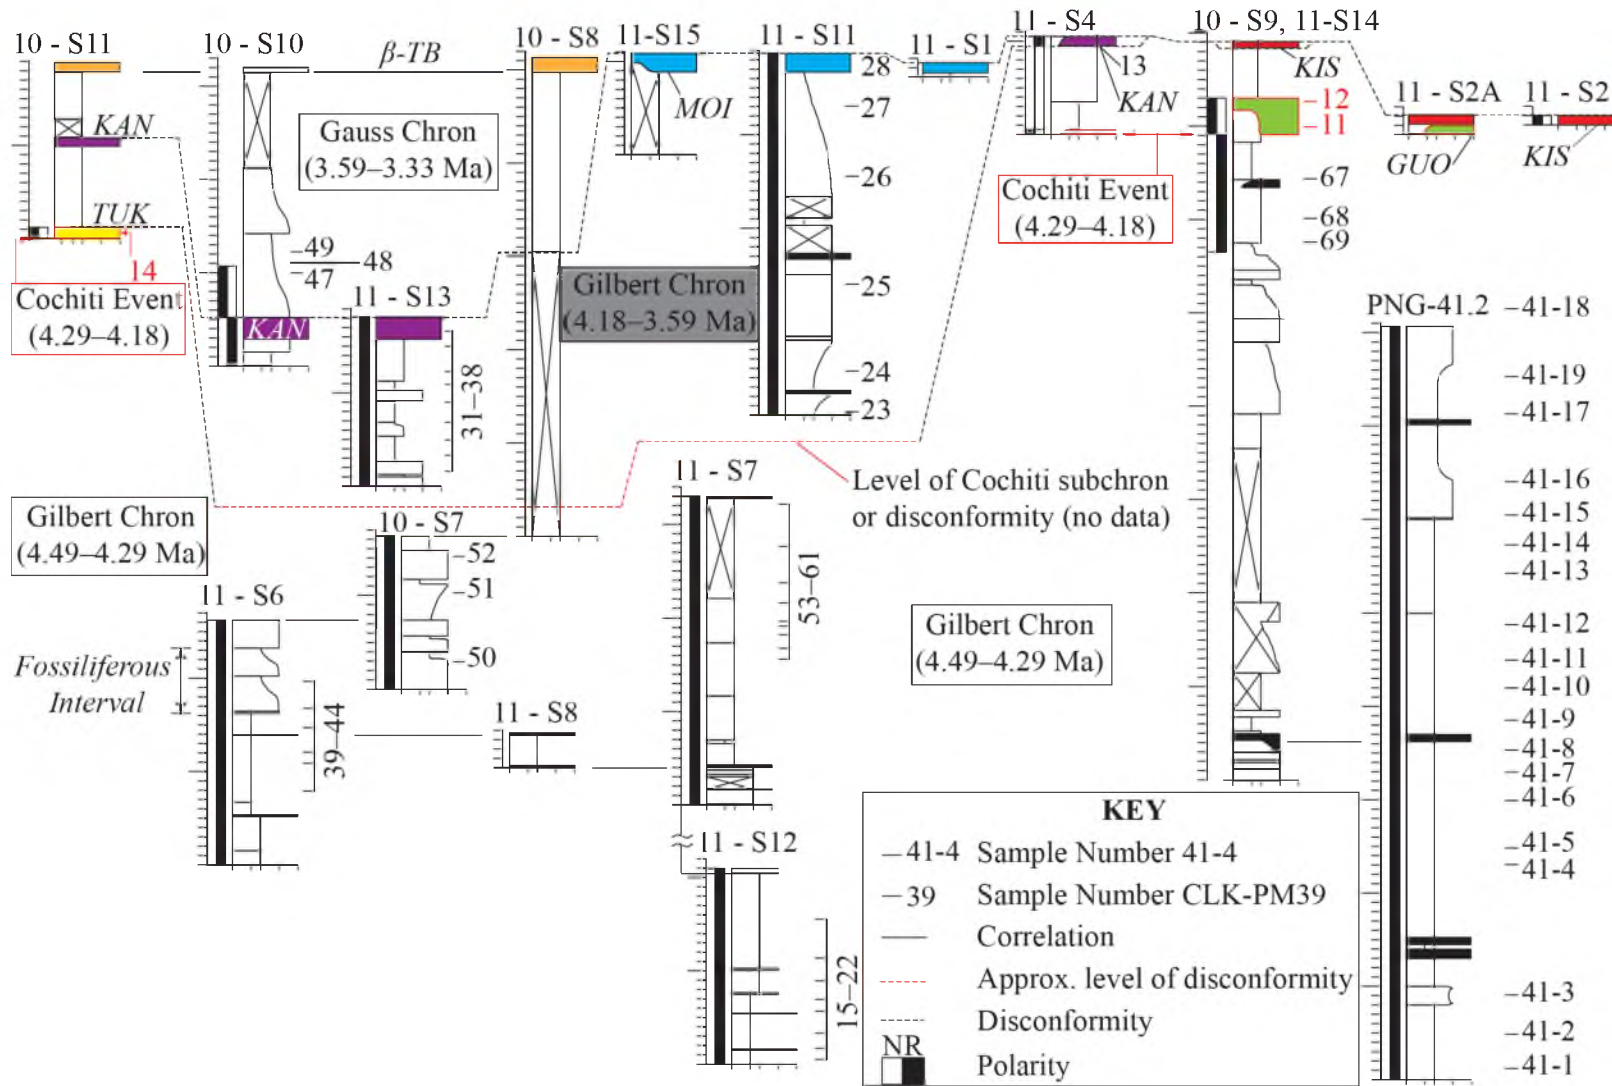 10 - S11
10 - S10
β-TB
10 - S8
11-S15
11 - S11
11 - S1
11 - S4
10 - S9, 11-S14
KAN
Gauss Chron
(3.59–3.33 Ma)
MOI
28
27
26
13
KAN
KIS
12
11
11 - S2A
11 - S2
GUO
KIS
TUK
14
Cochiti Event
(4.29–4.18)
49
48
47
KAN
11 - S13
31–38
Gilbert Chron
(4.18–3.59 Ma)
25
24
23
Cochiti Event
(4.29–4.18)
67
68
69
PNG-41.2
41-18
41-19
41-17
41-16
41-15
41-14
41-13
41-12
41-11
41-10
41-9
41-8
41-7
41-6
41-5
41-4
41-3
41-2
41-1
Level of Cochiti subchron
or disconformity (no data)
Gilbert Chron
(4.49–4.29 Ma)
10 - S7
52
51
50
11 - S7
53–61
11 - S6
Fossiliferous
Interval
39–44
11 - S8
Gilbert Chron
(4.49–4.29 Ma)
11 - S12
15–22
KEY
–41-4 Sample Number 41-4
–39 Sample Number CLK-PM39
Correlation
Approx. level of disconformity
Disconformity
NR Polarity